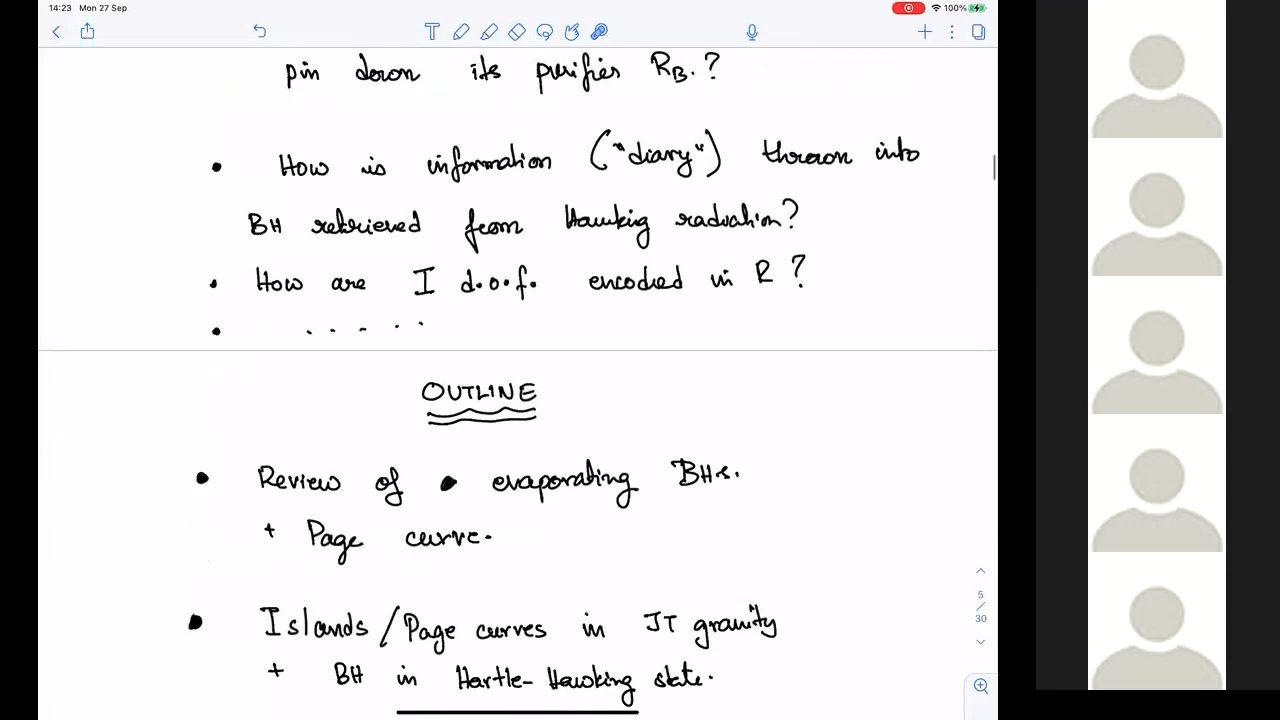 14:23 Mon 27 Sep
100%
pin down its purifier R_B.?
• How is information ("diary") thrown into
BH retrieved from Hawking radiation?
• How are I d.o.f. encoded in R?
• . . . . .
OUTLINE
• Review of evaporating BHs.
+ Page curve.
• Islands/Page curves in JT gravity
+ BH in Hartle-Hawking state.
5
/
30